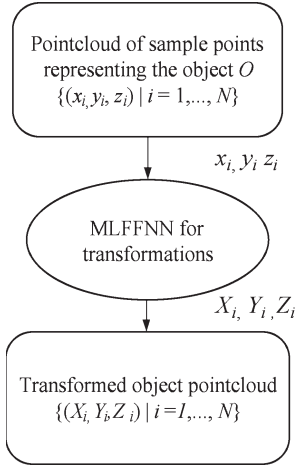 Pointcloud of sample points
representing the object O
{(xi, yi, zi) | i = 1,..., N}
xi, yi zi
MLFFNN for
transformations
Xi, Yi ,Zi
Transformed object pointcloud
{(Xi, Yi, Z i) | i =1,..., N}